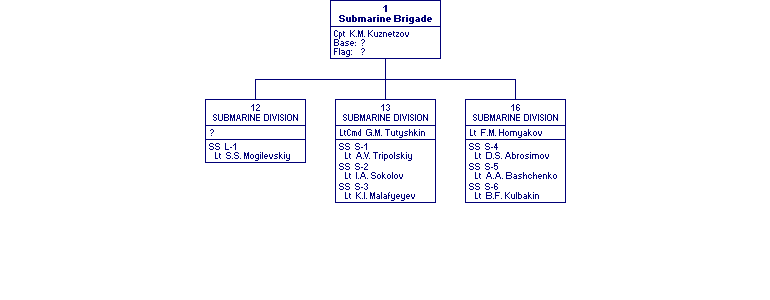 1
Submarine Brigade
Cpt K.M. Kuznetzov
Base: ?
Flag: ?
12
SUBMARINE DIVISION
?
SS L-1
Lt S.S. Mogilevskiy
13
SUBMARINE DIVISION
LtCmd G.M. Tutyshkin
SS S-1
Lt A.V. Tripolskiy
SS S-2
Lt I.A. Sokolov
SS S-3
Lt K.I. Malafyeyev
16
SUBMARINE DIVISION
Lt F.M. Homyakov
SS S-4
Lt D.S. Abrosimov
SS S-5
Lt A.A. Bashchenko
SS S-6
Lt B.F. Kulbakin